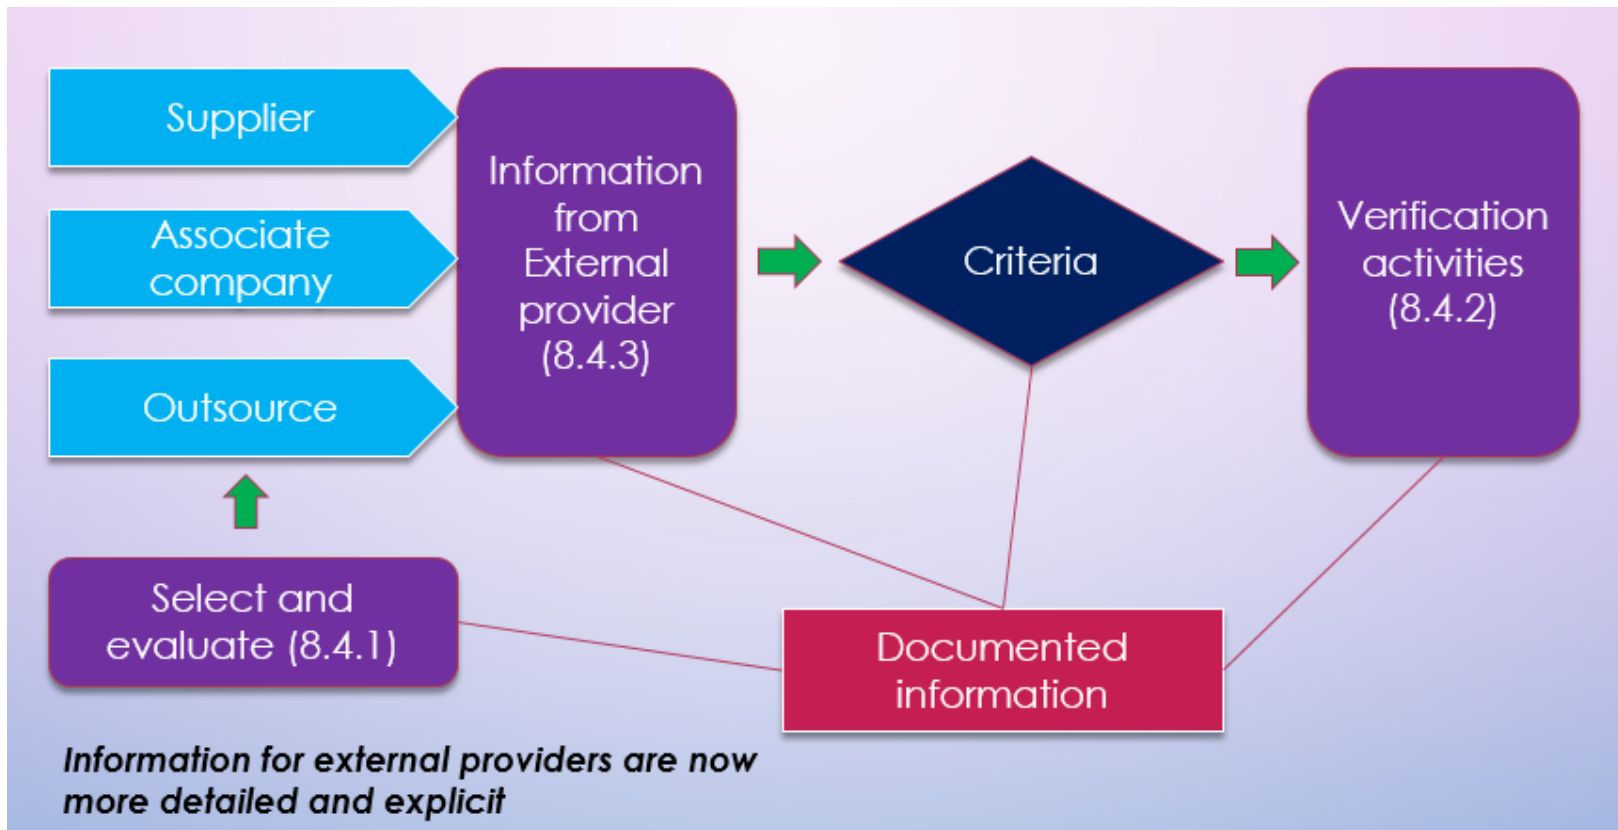 Supplier
Associate
company
Outsource
Information
from
External
provider
(8.4.3)
Criteria
Verification
activities
(8.4.2)
Select and
evaluate (8.4.1)
Documented
information
Information for external providers are now
more detailed and explicit